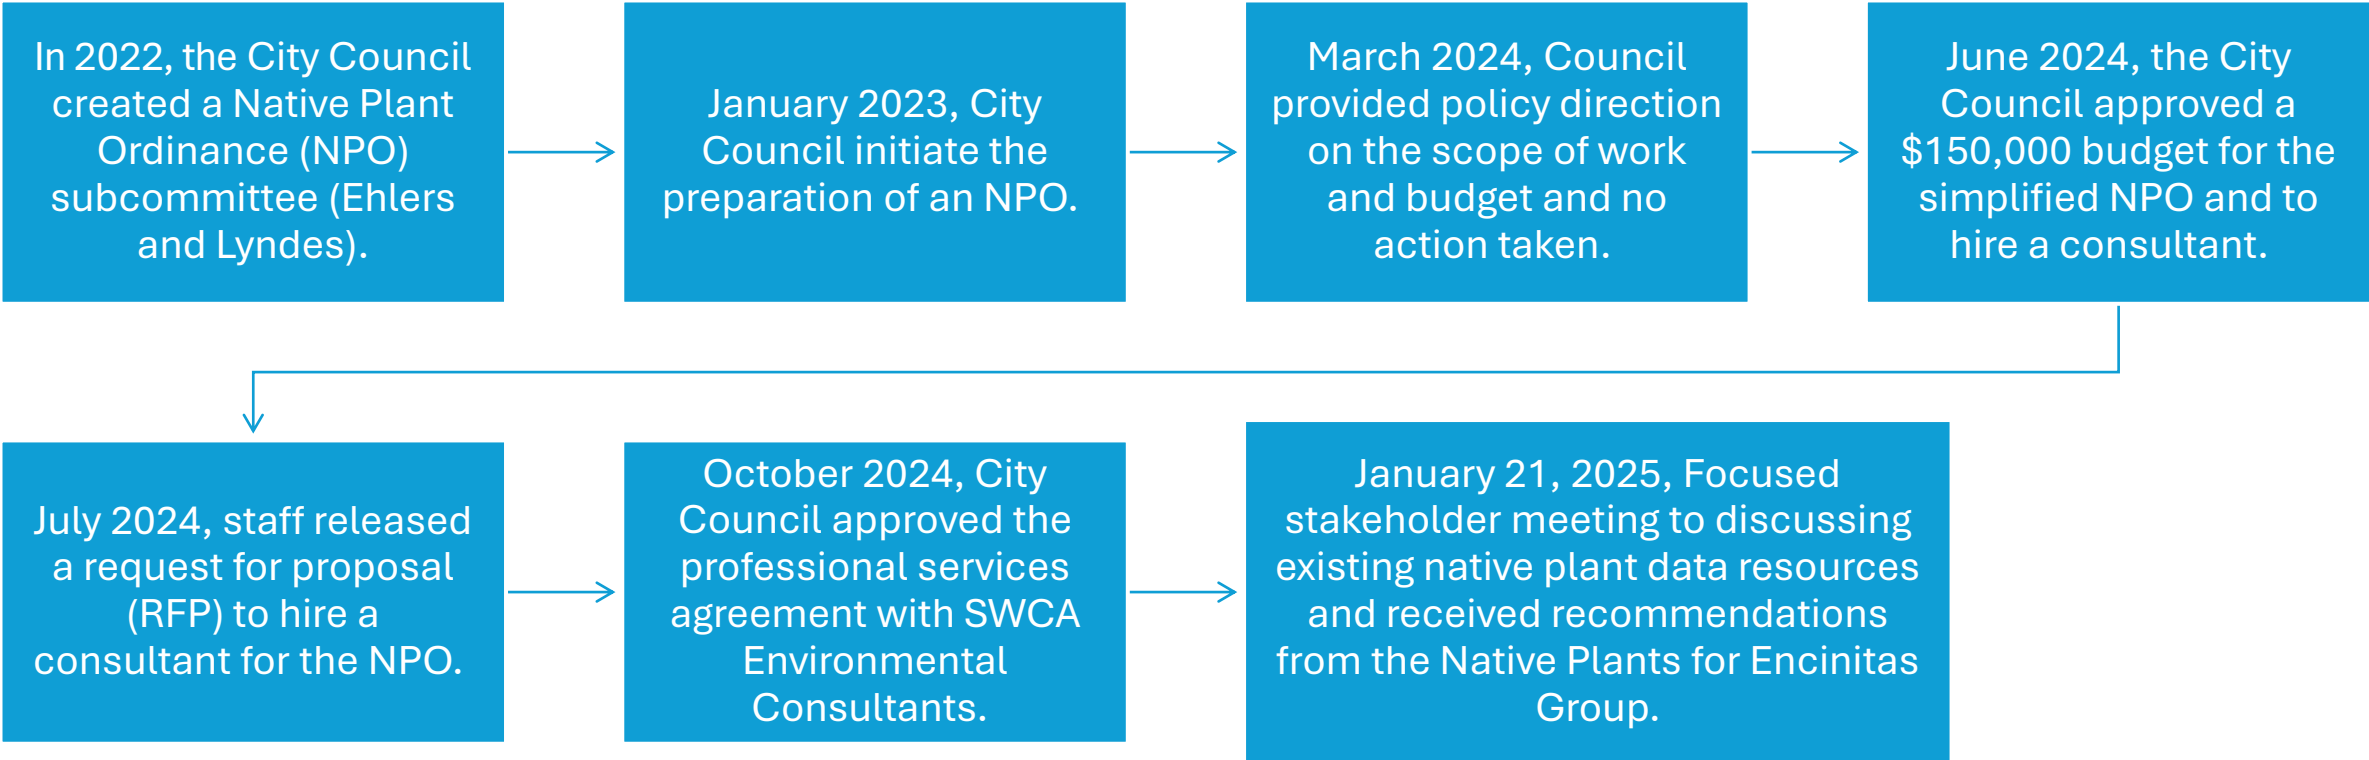 In 2022, the City Council
created a Native Plant
Ordinance (NPO)
subcommittee (Ehlers
and Lyndes).
January 2023, City
Council initiate the
preparation of an NPO.
March 2024, Council
provided policy direction
on the scope of work
and budget and no
action taken.
June 2024, the City
Council approved a
$150,000 budget for the
simplified NPO and to
hire a consultant.
July 2024, staff released
a request for proposal
(RFP) to hire a
consultant for the NPO.
October 2024, City
Council approved the
professional services
agreement with SWCA
Environmental
Consultants.
January 21, 2025, Focused
stakeholder meeting to discussing
existing native plant data resources
and received recommendations
from the Native Plants for Encinitas
Group.